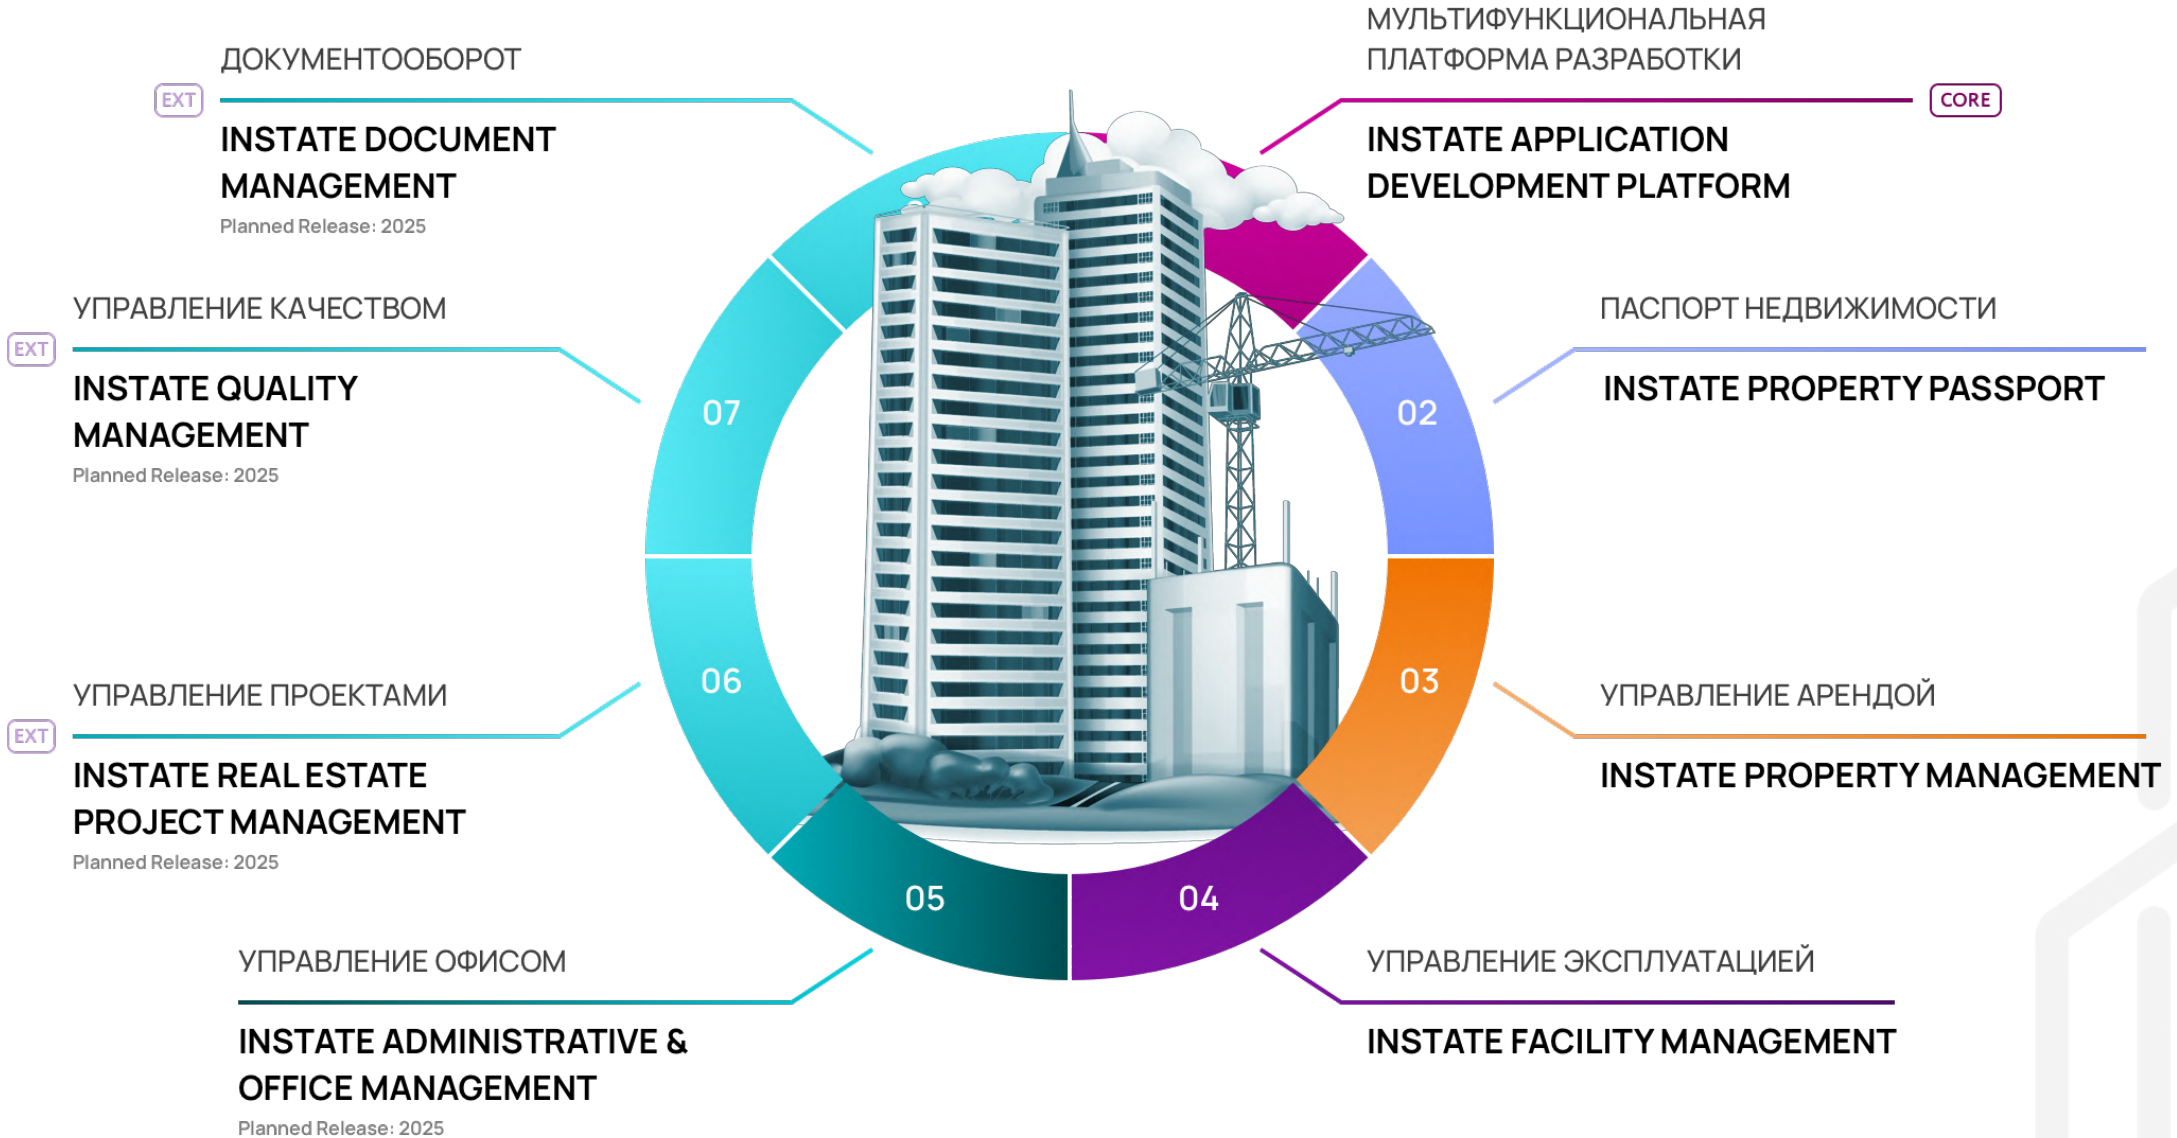 ДОКУМЕНТООБОРОТ
EXT
INSTATE DOCUMENT
MANAGEMENT
Planned Release: 2025
МУЛЬТИФУНКЦИОНАЛЬНАЯ
ПЛАТФОРМА РАЗРАБОТКИ
CORE
INSTATE APPLICATION
DEVELOPMENT PLATFORM
УПРАВЛЕНИЕ КАЧЕСТВОМ
EXT
INSTATE QUALITY
MANAGEMENT
Planned Release: 2025
07
02
ПАСПОРТ НЕДВИЖИМОСТИ
INSTATE PROPERTY PASSPORT
УПРАВЛЕНИЕ ПРОЕКТАМИ
EXT
INSTATE REAL ESTATE
PROJECT MANAGEMENT
Planned Release: 2025
06
03
УПРАВЛЕНИЕ АРЕНДОЙ
INSTATE PROPERTY MANAGEMENT
05
04
УПРАВЛЕНИЕ ОФИСОМ
INSTATE ADMINISTRATIVE &
OFFICE MANAGEMENT
Planned Release: 2025
УПРАВЛЕНИЕ ЭКСПЛУАТАЦИЕЙ
INSTATE FACILITY MANAGEMENT